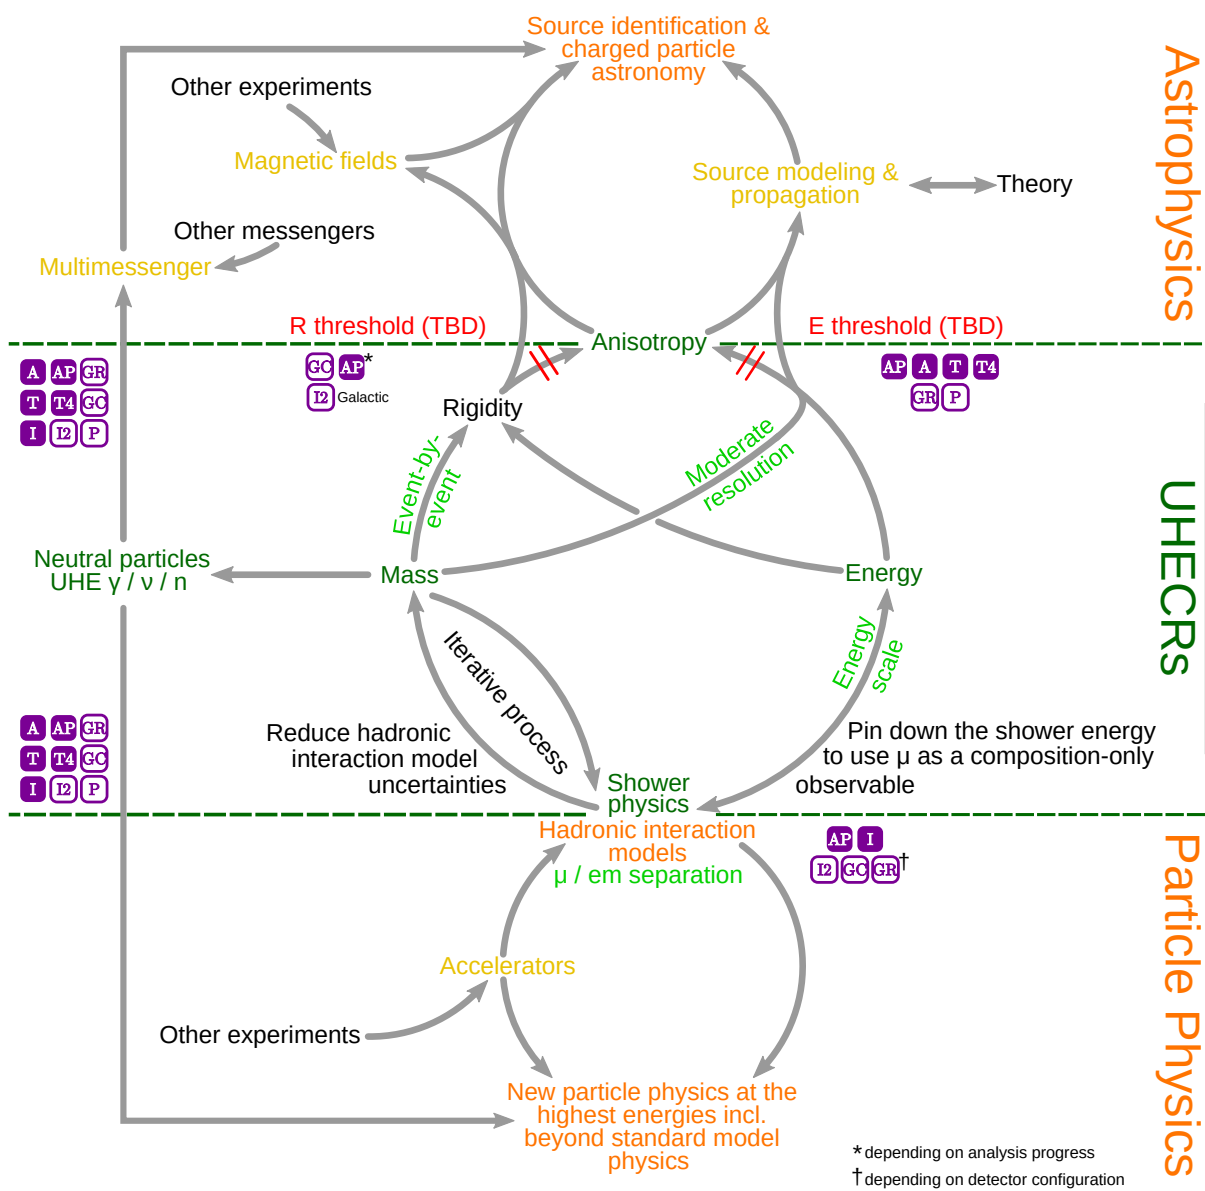 Source identification &
charged particle
astronomy
Other experiments
Magnetic fields
Source modeling &
propagation
Theory
Other messengers
Multimessenger
Astrophysics
R threshold (TBD)
E threshold (TBD)
Anisotropy
A AP GR
T T4 GC
I I2 P
GC AP*
I2 Galactic
AP A T T4
GR P
Rigidity
Event-by-
event
Moderate
resolution
UHECRs
Neutral particles
UHE γ / ν / n
Mass
Energy
Energy
scale
Iterative process
A AP GR
T T4 GC
I I2 P
Reduce hadronic
interaction model
uncertainties
Pin down the shower energy
to use μ as a composition-only
observable
Shower
physics
Hadronic interaction
models
μ / em separation
AP I
I2 GC GR†
Particle Physics
Accelerators
Other experiments
New particle physics at the
highest energies incl.
beyond standard model
physics
* depending on analysis progress
† depending on detector configuration